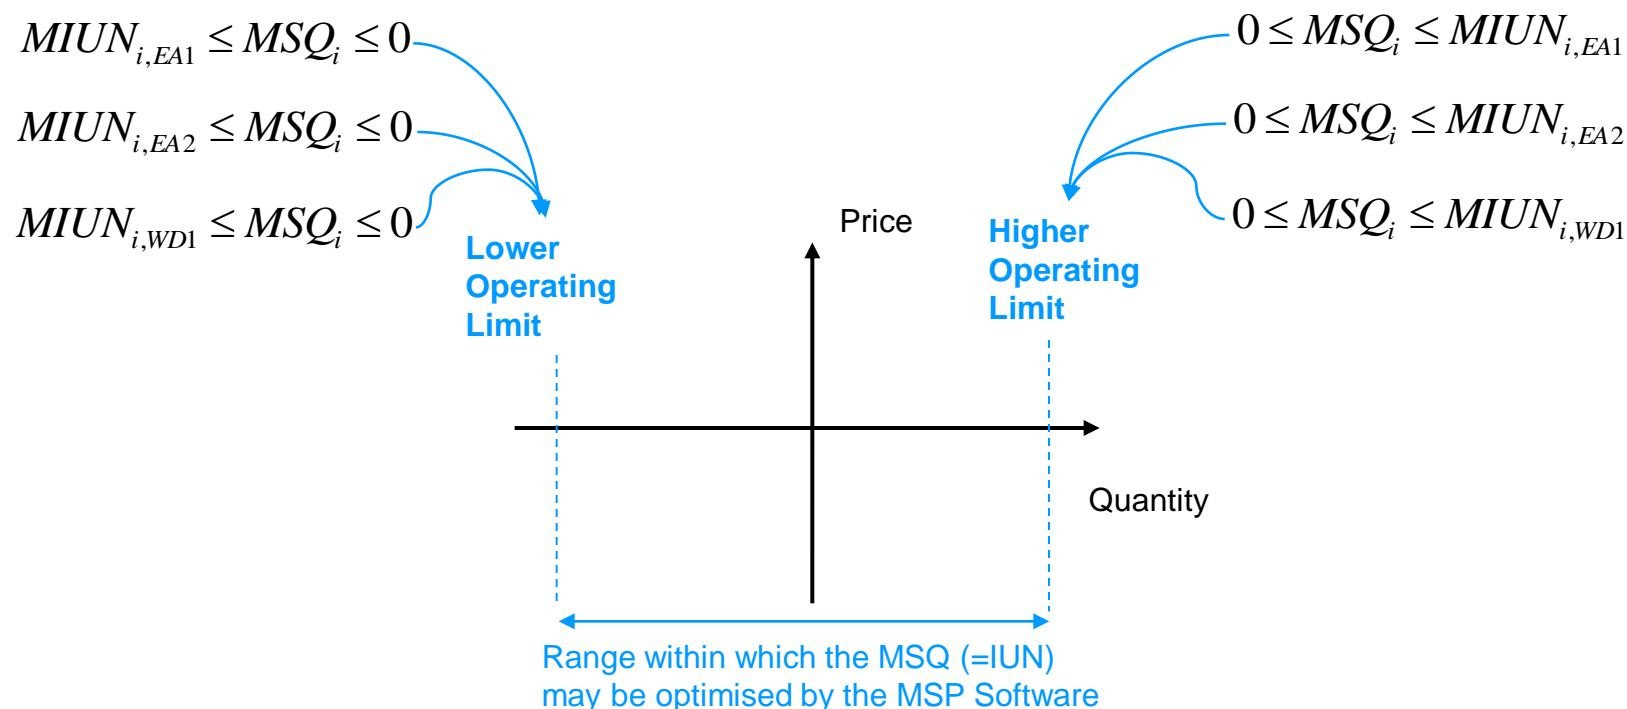 MIUN_{i,EA1} ≤ MSQ_i ≤ 0
MIUN_{i,EA2} ≤ MSQ_i ≤ 0
MIUN_{i,WD1} ≤ MSQ_i ≤ 0
0 ≤ MSQ_i ≤ MIUN_{i,EA1}
0 ≤ MSQ_i ≤ MIUN_{i,EA2}
0 ≤ MSQ_i ≤ MIUN_{i,WD1}
Lower
Operating
Limit
Price
Higher
Operating
Limit
Quantity
Range within which the MSQ (=IUN)
may be optimised by the MSP Software